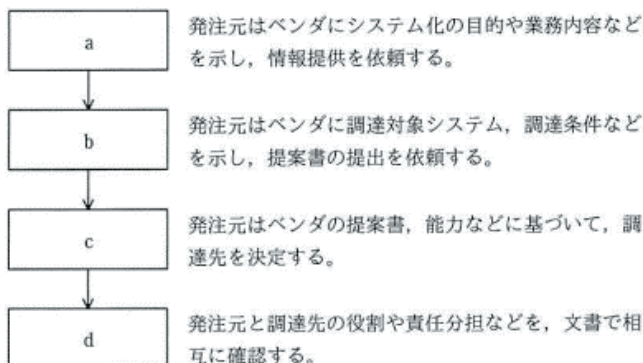 a
発注元はベンダにシステム化の目的や業務内容など
を示し，情報提供を依頼する。
b
発注元はベンダに調達対象システム，調達条件など
を示し，提案書の提出を依頼する。
c
発注元はベンダの提案書，能力などに基づいて，調
達先を決定する。
d
発注元と調達先の役割や責任分担などを，文書で相
互に確認する。